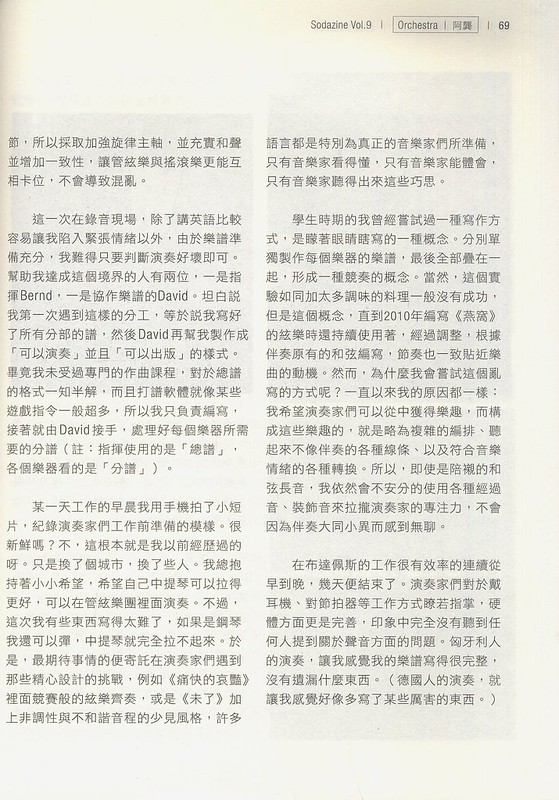 Sodazine Vol.9 | Orchestra | 阿龔 | 69
節，所以採取加強旋律主軸，並充實和聲
並增加一致性，讓管絃樂與搖滾樂更能互
相卡位，不會導致混亂。
這一次在錄音現場，除了講英語比較
容易讓我陷入緊張情緒以外，由於樂譜準
備充分，我難得只要判斷演奏好壞即可。
幫助我達成這境界的人有兩位，一是指
揮Bernd，一是協作樂譜的David。坦白説
我第一次遇到這樣的分工，等於説我寫好
了所有分部的譜，然後David再幫我製作成
「可以演奏」並且「可以出版」的樣式。
畢竟我未受過專門的作曲課程，對於總譜
的格式一知半解，而且打譜軟體就像某些
遊戲指令一般超多，所以我只負責編寫，
接著就由David接手，處理好每個樂器所需
要的分譜（註：指揮使用的是「總譜」，
各個樂器看的是「分譜」）。
某一天工作的早晨我用手機拍了小短
片，紀錄演奏家們工作前準備的模樣。很
新鮮嗎？不，這根本就是我以前經歷過的
呀。只是換了個城市，換了些人。我總抱
持著小小希望，希望自己中提琴可以拉得
更好，可以在管絃樂團裡面演奏。不過，
這次我有些東西寫得太難了，如果是鋼琴
我還可以彈，中提琴就完全拉不起來。於
是，最期待事情的便寄託在演奏家們遇到
那些精心設計的挑戰，例如《痛快的哀豔》
裡面競賽般的絃樂齊奏，或是《未了》加
上非調性與不和諧音程的少見風格，許多
語言都是特別為真正的音樂家們所準備，
只有音樂家看得懂，只有音樂家能體會，
只有音樂家聽得出來這些巧思。
學生時期的我曾經嘗試過一種寫作方
式，是矇著眼睛瞎寫的一種概念。分別單
獨製作每個樂器的樂譜，最後全部疊在一
起，形成一種競奏的概念。當然，這個實
驗如同加太多調味的料理一般沒有成功，
但是這個概念，直到2010年編寫《燕窩》
的絃樂時還持續使用著，經過調整，根據
伴奏原有的和弦編寫，節奏也一致貼近樂
曲的動機。然而，為什麼我會嘗試這個亂
寫的方式呢？一直以來我的原因都一樣：
我希望演奏家們可以從中獲得樂趣，而構
成這些樂趣的，就是略為複雜的編排、聽
起來不像伴奏的各種線條、以及符合音樂
情緒的各種轉換。所以，即使是陪襯的和
弦長音，我依然會不安分的使用各種經過
音、裝飾音來拉攏演奏家的專注力，不會
因為伴奏大同小異而感到無聊。
在布達佩斯的工作很有效率的連續從
早到晚，幾天便結束了。演奏家們對於戴
耳機、對節拍器等工作方式瞭若指掌，硬
體方面更是完善，印象中完全沒有聽到任
何人提到關於聲音方面的問題。匈牙利人
的演奏，讓我感覺我的樂譜寫得很完整，
沒有遺漏什麼東西。（德國人的演奏，就
讓我感覺好像多寫了某些厲害的東西。）